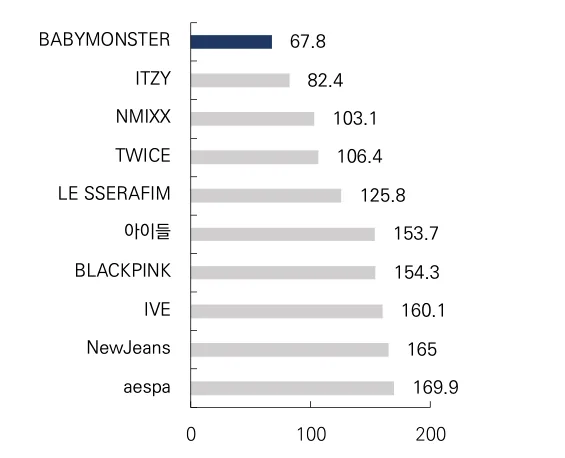 BABYMONSTER 67.8
ITZY 82.4
NMIXX 103.1
TWICE 106.4
LE SSERAFIM 125.8
아이들 153.7
BLACKPINK 154.3
IVE 160.1
NewJeans 165
aespa 169.9
0 100 200